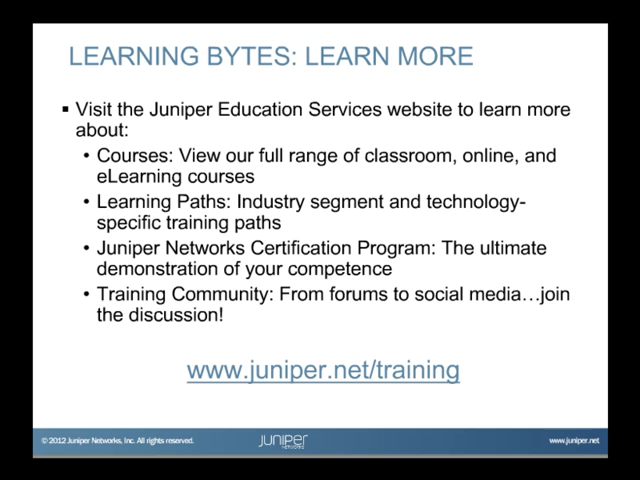 LEARNING BYTES: LEARN MORE
▪ Visit the Juniper Education Services website to learn more
about:
• Courses: View our full range of classroom, online, and
eLearning courses
• Learning Paths: Industry segment and technology-
specific training paths
• Juniper Networks Certification Program: The ultimate
demonstration of your competence
• Training Community: From forums to social media…join
the discussion!
www.juniper.net/training
© 2012 Juniper Networks, Inc. All rights reserved.
JUNIPER
NETWORKS
www.juniper.net